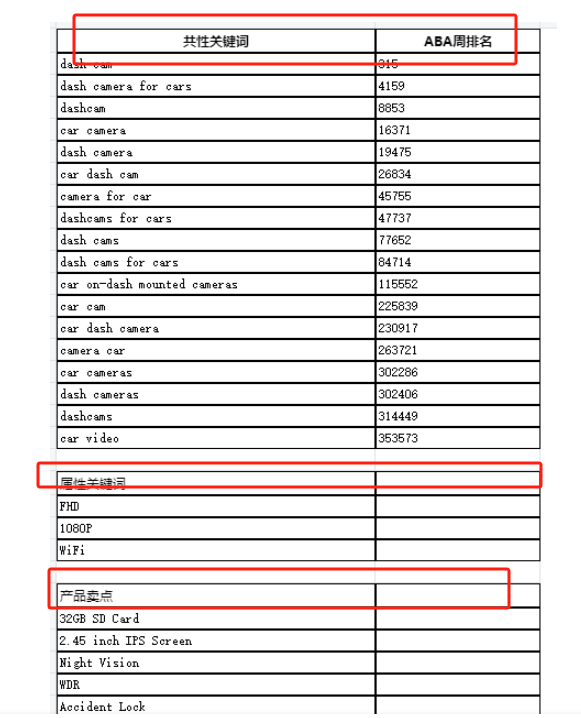 共性关键词 ABA周排名
dash cam 315
dash camera for cars 4159
dashcam 8853
car camera 16371
dash camera 19475
car dash cam 26834
camera for car 45755
dashcams for cars 47737
dash cams 77652
dash cams for cars 84714
car on-dash mounted cameras 115552
car cam 225839
car dash camera 230917
camera car 263721
car cameras 302286
dash cameras 302406
dashcams 314449
car video 353573
属性关键词
FHD
1080P
WiFi
产品卖点
32GB SD Card
2.45 inch IPS Screen
Night Vision
WDR
Accident Lock